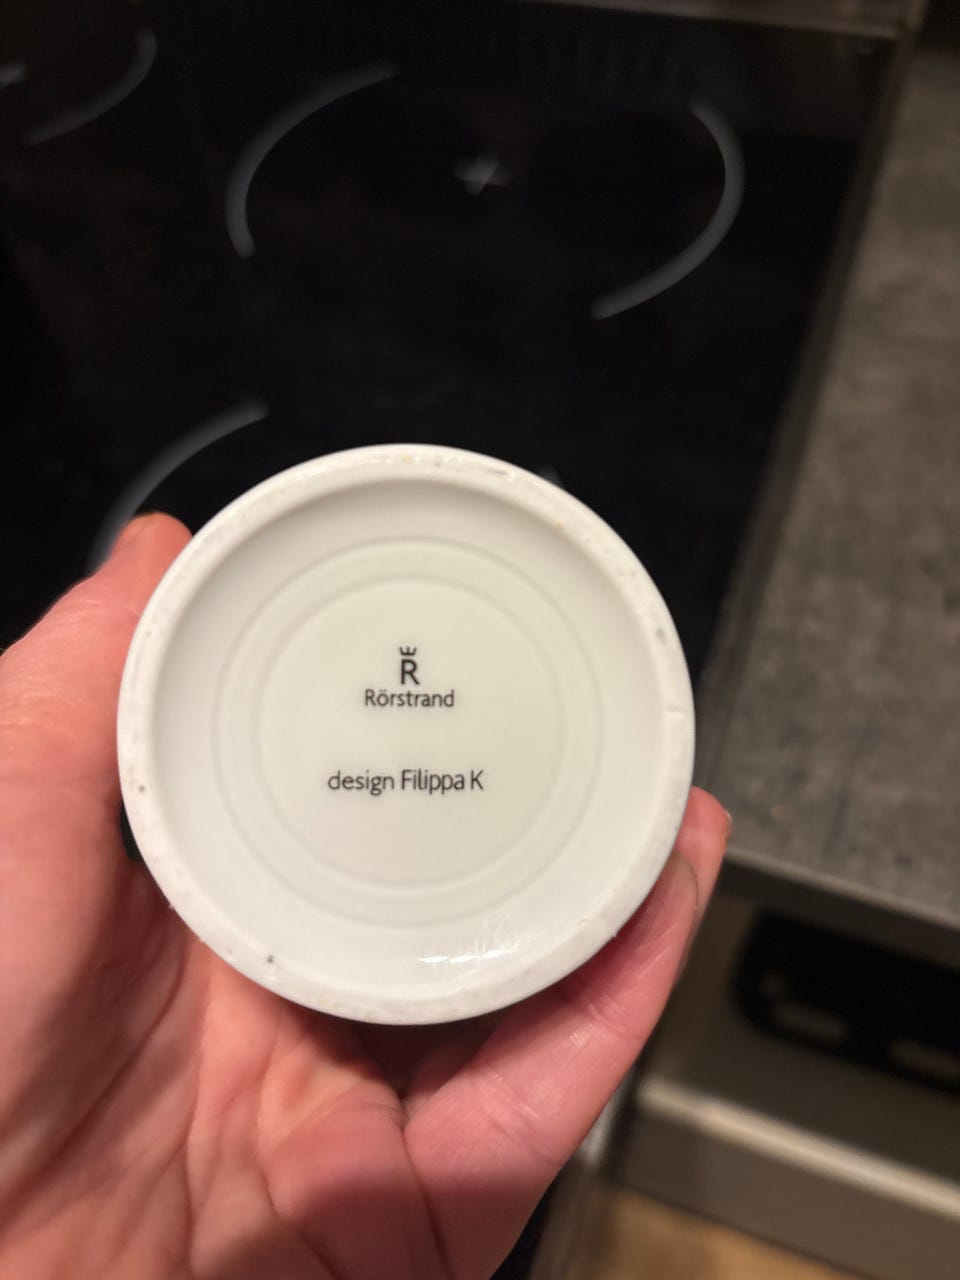 R
Rörstrand
design Filippa K